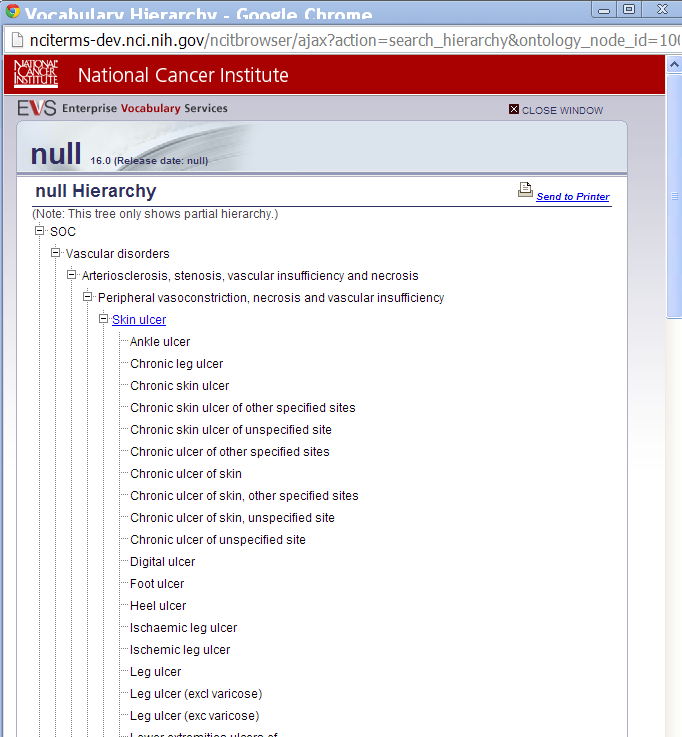 Vocabulary Hierarchy - Google Chrome
nciterms-dev.nci.nih.gov/ncitbrowser/ajax?action=search_hierarchy&ontology_node_id=100
NATIONAL CANCER INSTITUTE National Cancer Institute
EVS Enterprise Vocabulary Services CLOSE WINDOW
null 16.0 (Release date: null)
null Hierarchy Send to Printer
(Note: This tree only shows partial hierarchy.)
SOC
Vascular disorders
Arteriosclerosis, stenosis, vascular insufficiency and necrosis
Peripheral vasoconstriction, necrosis and vascular insufficiency
Skin ulcer
Ankle ulcer
Chronic leg ulcer
Chronic skin ulcer
Chronic skin ulcer of other specified sites
Chronic skin ulcer of unspecified site
Chronic ulcer of other specified sites
Chronic ulcer of skin
Chronic ulcer of skin, other specified sites
Chronic ulcer of skin, unspecified site
Chronic ulcer of unspecified site
Digital ulcer
Foot ulcer
Heel ulcer
Ischaemic leg ulcer
Ischemic leg ulcer
Leg ulcer
Leg ulcer (excl varicose)
Leg ulcer (exc varicose)
Lower extremities ulcers of